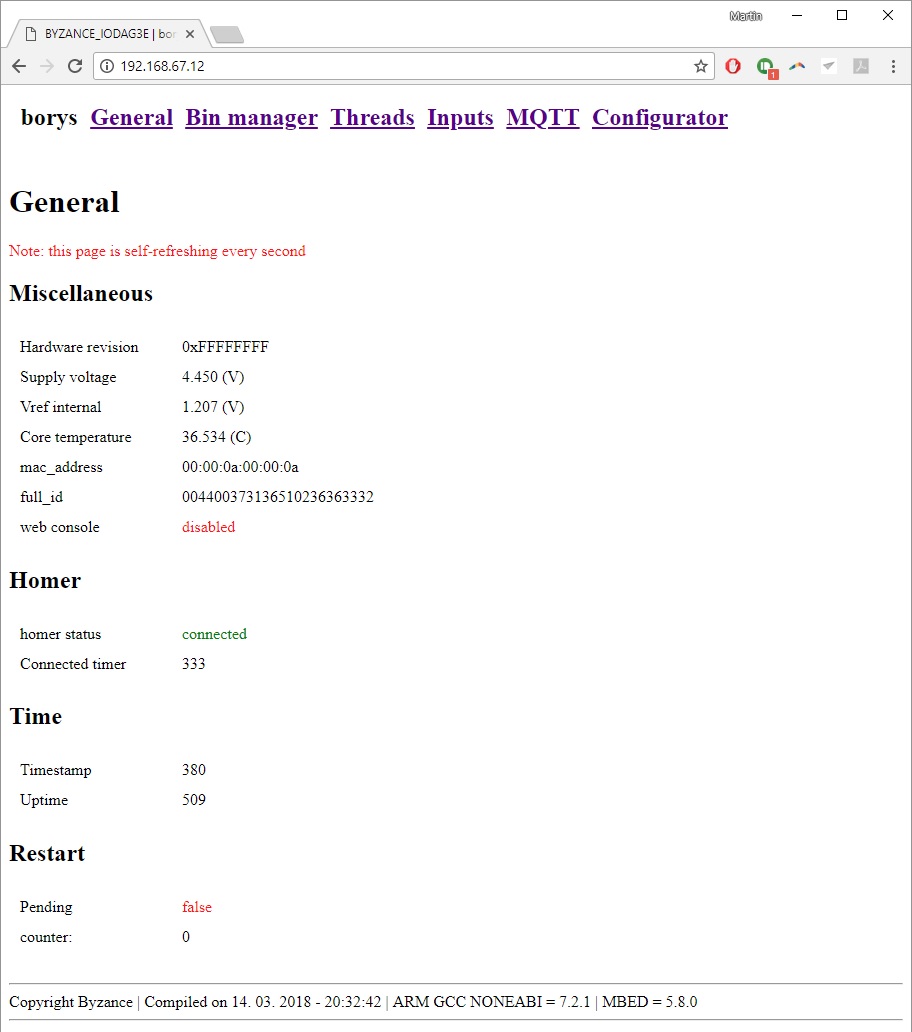 Martin
BYZANCE_IODAG3E | bor
192.168.67.12
1
borys General Bin manager Threads Inputs MQTT Configurator
General
Note: this page is self-refreshing every second
Miscellaneous
Hardware revision 0xFFFFFFFF
Supply voltage 4.450 (V)
Vref internal 1.207 (V)
Core temperature 36.534 (C)
mac_address 00:00:0a:00:00:0a
full_id 004400373136510236363332
web console disabled
Homer
homer status connected
Connected timer 333
Time
Timestamp 380
Uptime 509
Restart
Pending false
counter: 0
Copyright Byzance | Compiled on 14. 03. 2018 - 20:32:42 | ARM GCC NONEABI = 7.2.1 | MBED = 5.8.0